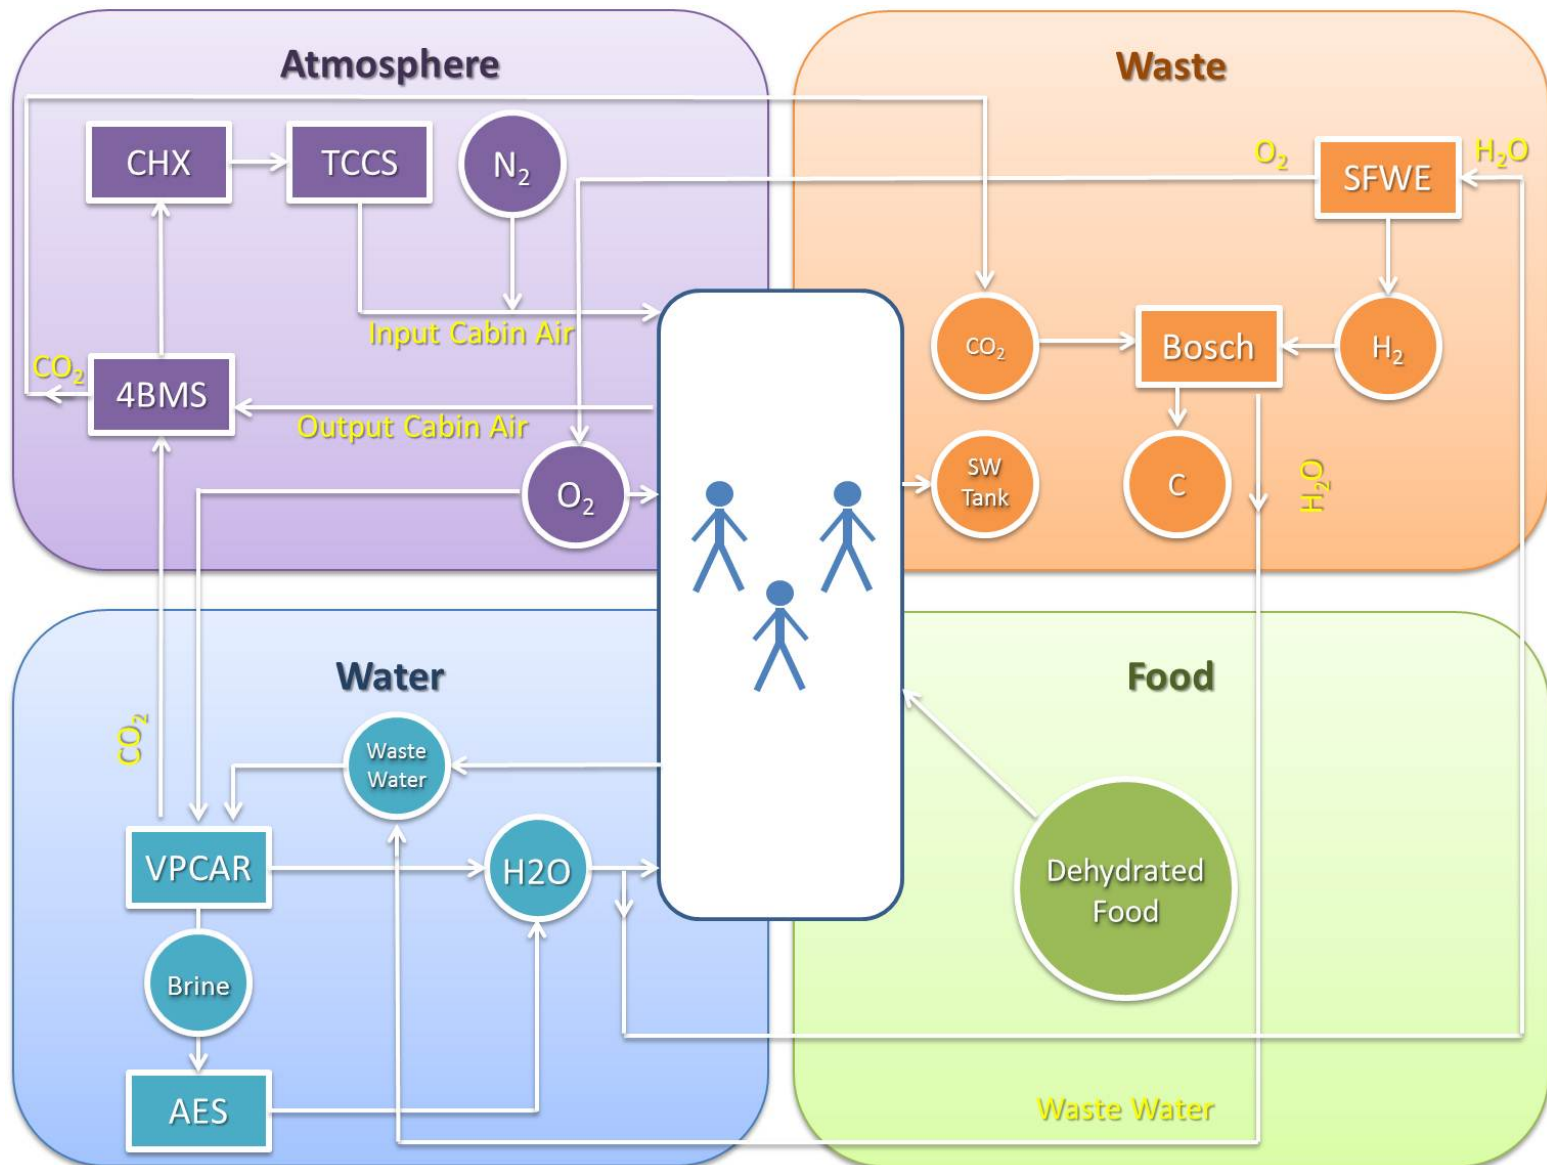 Atmosphere
CHX
TCCS
N₂
Input Cabin Air
CO₂
4BMS
Output Cabin Air
O₂
Waste
O₂
H₂O
SFWE
CO₂
Bosch
H₂
SW
Tank
C
H₂O
Water
CO₂
Waste
Water
VPCAR
H2O
Brine
AES
Food
Dehydrated
Food
Waste Water